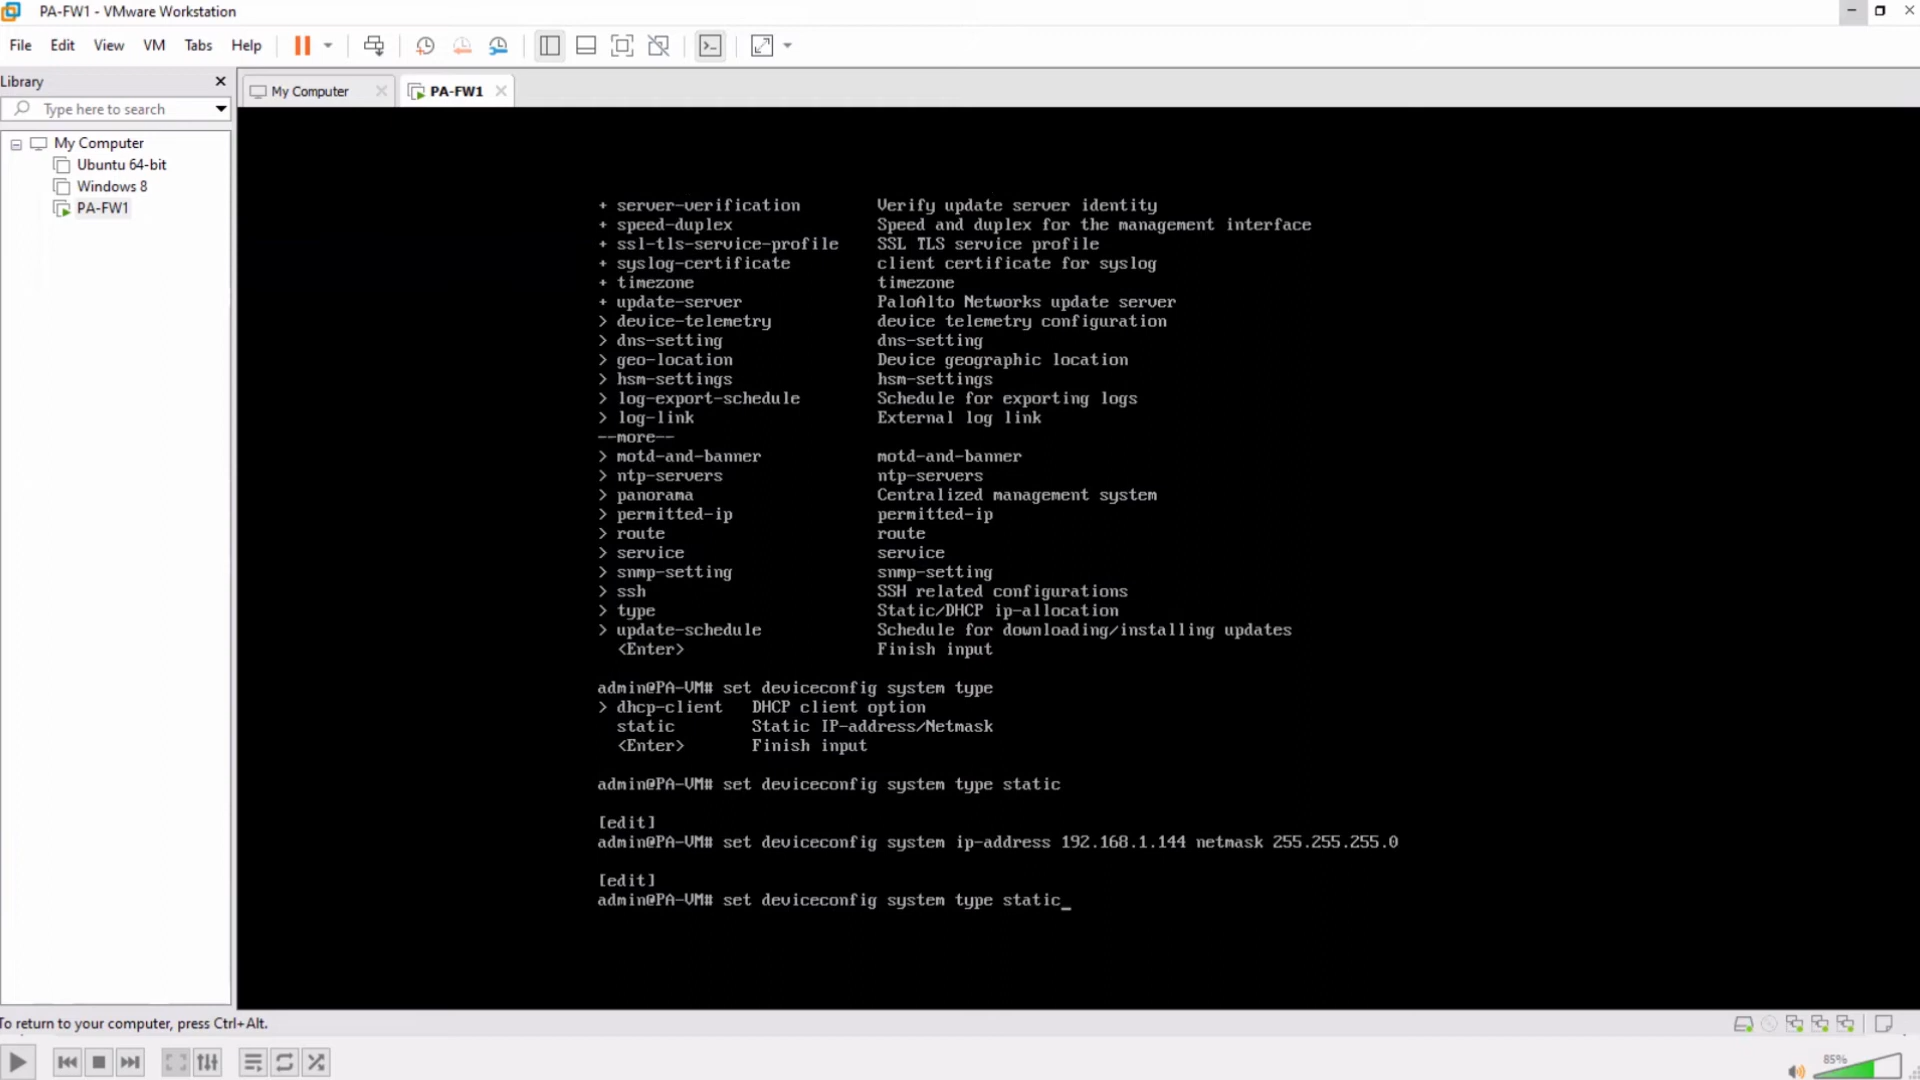 PA-FW1 - VMware Workstation
File Edit View VM Tabs Help
Library
My Computer
PA-FW1
Type here to search
My Computer
Ubuntu 64-bit
Windows 8
PA-FW1
+ server-verification Verify update server identity
+ speed-duplex Speed and duplex for the management interface
+ ssl-tls-service-profile SSL TLS service profile
+ syslog-certificate client certificate for syslog
+ timezone timezone
+ update-server PaloAlto Networks update server
> device-telemetry device telemetry configuration
> dns-setting dns-setting
> geo-location Device geographic location
> hsm-settings hsm-settings
> log-export-schedule Schedule for exporting logs
> log-link External log link
--more--
> motd-and-banner motd-and-banner
> ntp-servers ntp-servers
> panorama Centralized management system
> permitted-ip permitted-ip
> route route
> service service
> snmp-setting snmp-setting
> ssh SSH related configurations
> type Static/DHCP ip-allocation
> update-schedule Schedule for downloading/installing updates
<Enter> Finish input
admin@PA-VM# set deviceconfig system type
> dhcp-client DHCP client option
static Static IP-address/Netmask
<Enter> Finish input
admin@PA-VM# set deviceconfig system type static
[edit]
admin@PA-VM# set deviceconfig system ip-address 192.168.1.144 netmask 255.255.255.0
[edit]
admin@PA-VM# set deviceconfig system type static_
To return to your computer, press Ctrl+Alt.
85%